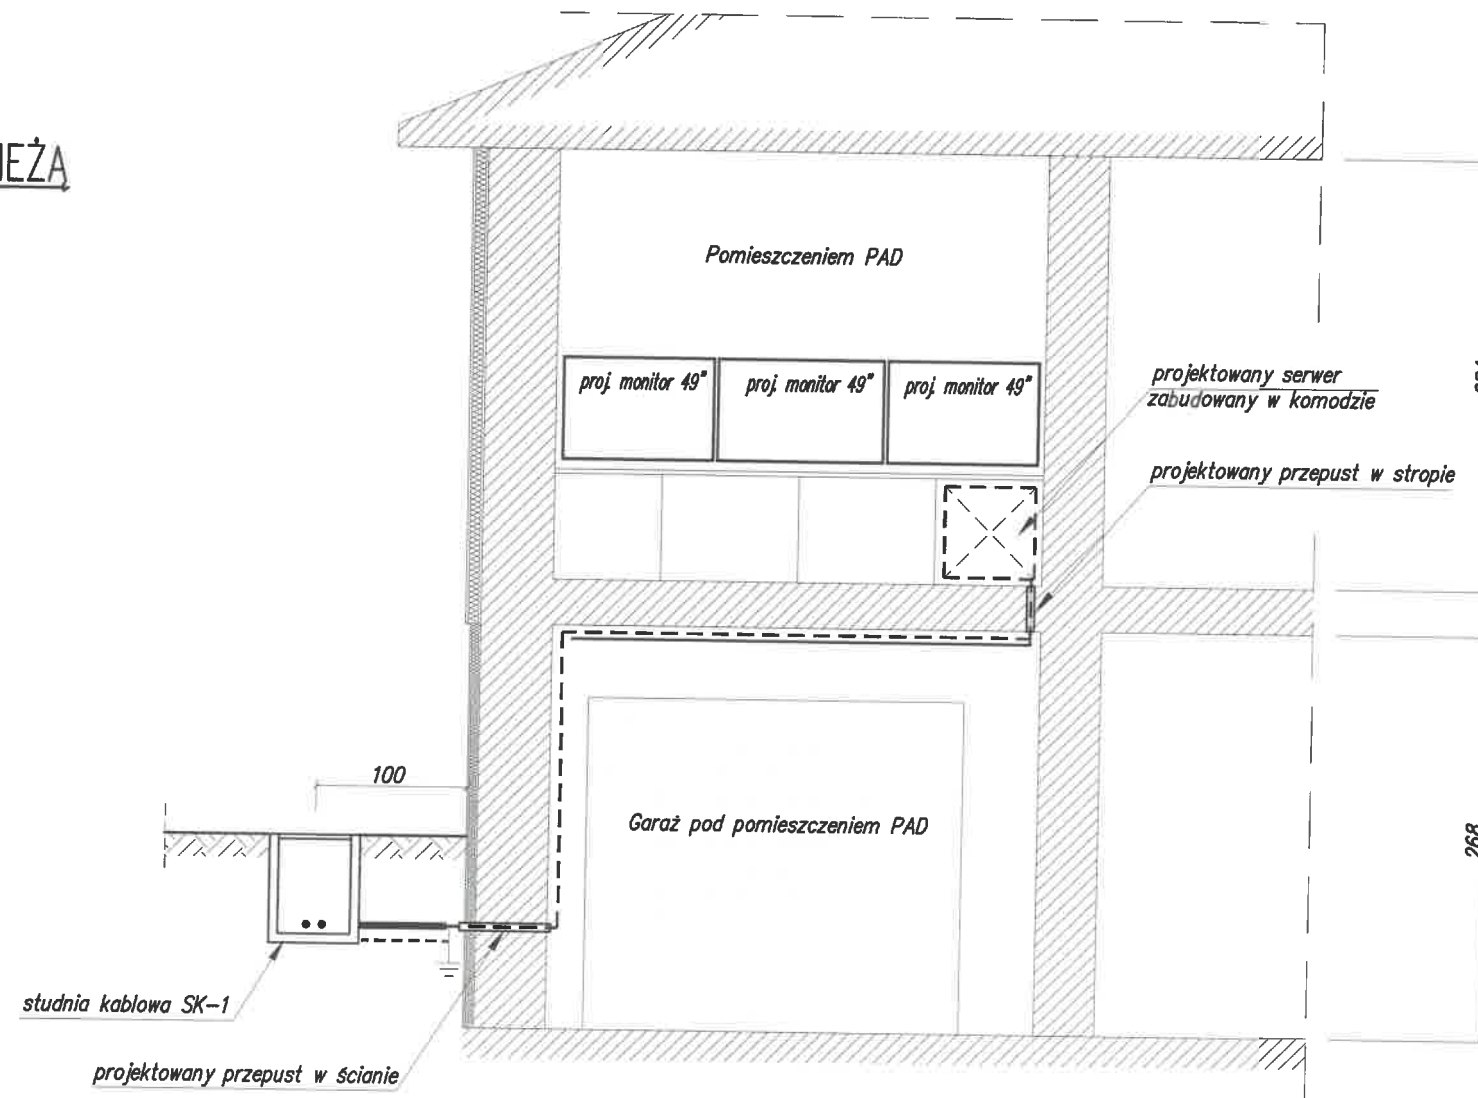 Pomieszczeniem PAD
proj. monitor 49"
proj. monitor 49"
proj. monitor 49"
projektowany serwer
zabudowany w komodzie
projektowany przepust w stropie
100
Garaż pod pomieszczeniem PAD
268
studnia kablowa SK-1
projektowany przepust w ścianie